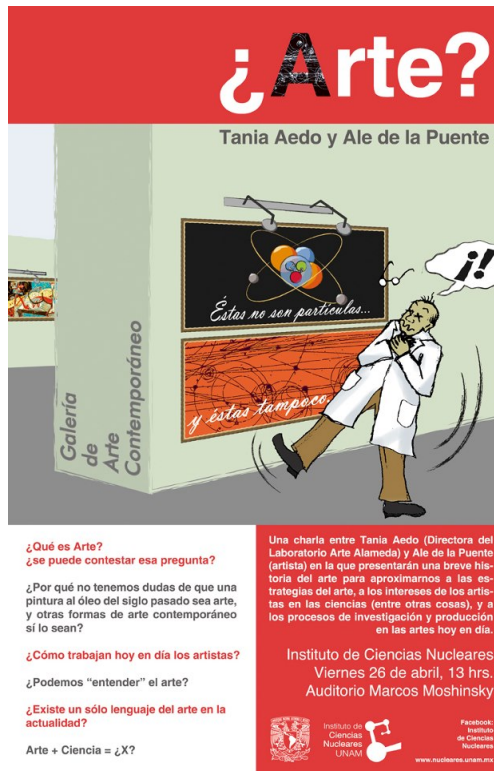 ¿Arte?
Tania Aedo y Ale de la Puente
¡!
Éstas no son partículas...
y éstas tampoco.
Galería
de
Arte
Contemporáneo
¿Qué es Arte?
¿se puede contestar esa pregunta?
¿Por qué no tenemos dudas de que una
pintura al óleo del siglo pasado sea arte,
y otras formas de arte contemporáneo
sí lo sean?
¿Cómo trabajan hoy en día los artistas?
¿Podemos “entender” el arte?
¿Existe un sólo lenguaje del arte en la
actualidad?
Arte + Ciencia = ¿X?
Una charla entre Tania Aedo (Directora del
Laboratorio Arte Alameda) y Ale de la Puente
(artista) en la que presentarán una breve his-
toria del arte para aproximarnos a las es-
trategias del arte, a los intereses de los artis-
tas en las ciencias (entre otras cosas), y a
los procesos de investigación y producción
en las artes hoy en día.
Instituto de Ciencias Nucleares
Viernes 26 de abril, 13 hrs.
Auditorio Marcos Moshinsky
Instituto de
Ciencias
Nucleares
UNAM
Facebook:
Instituto
de Ciencias
Nucleares
www.nucleares.unam.mx